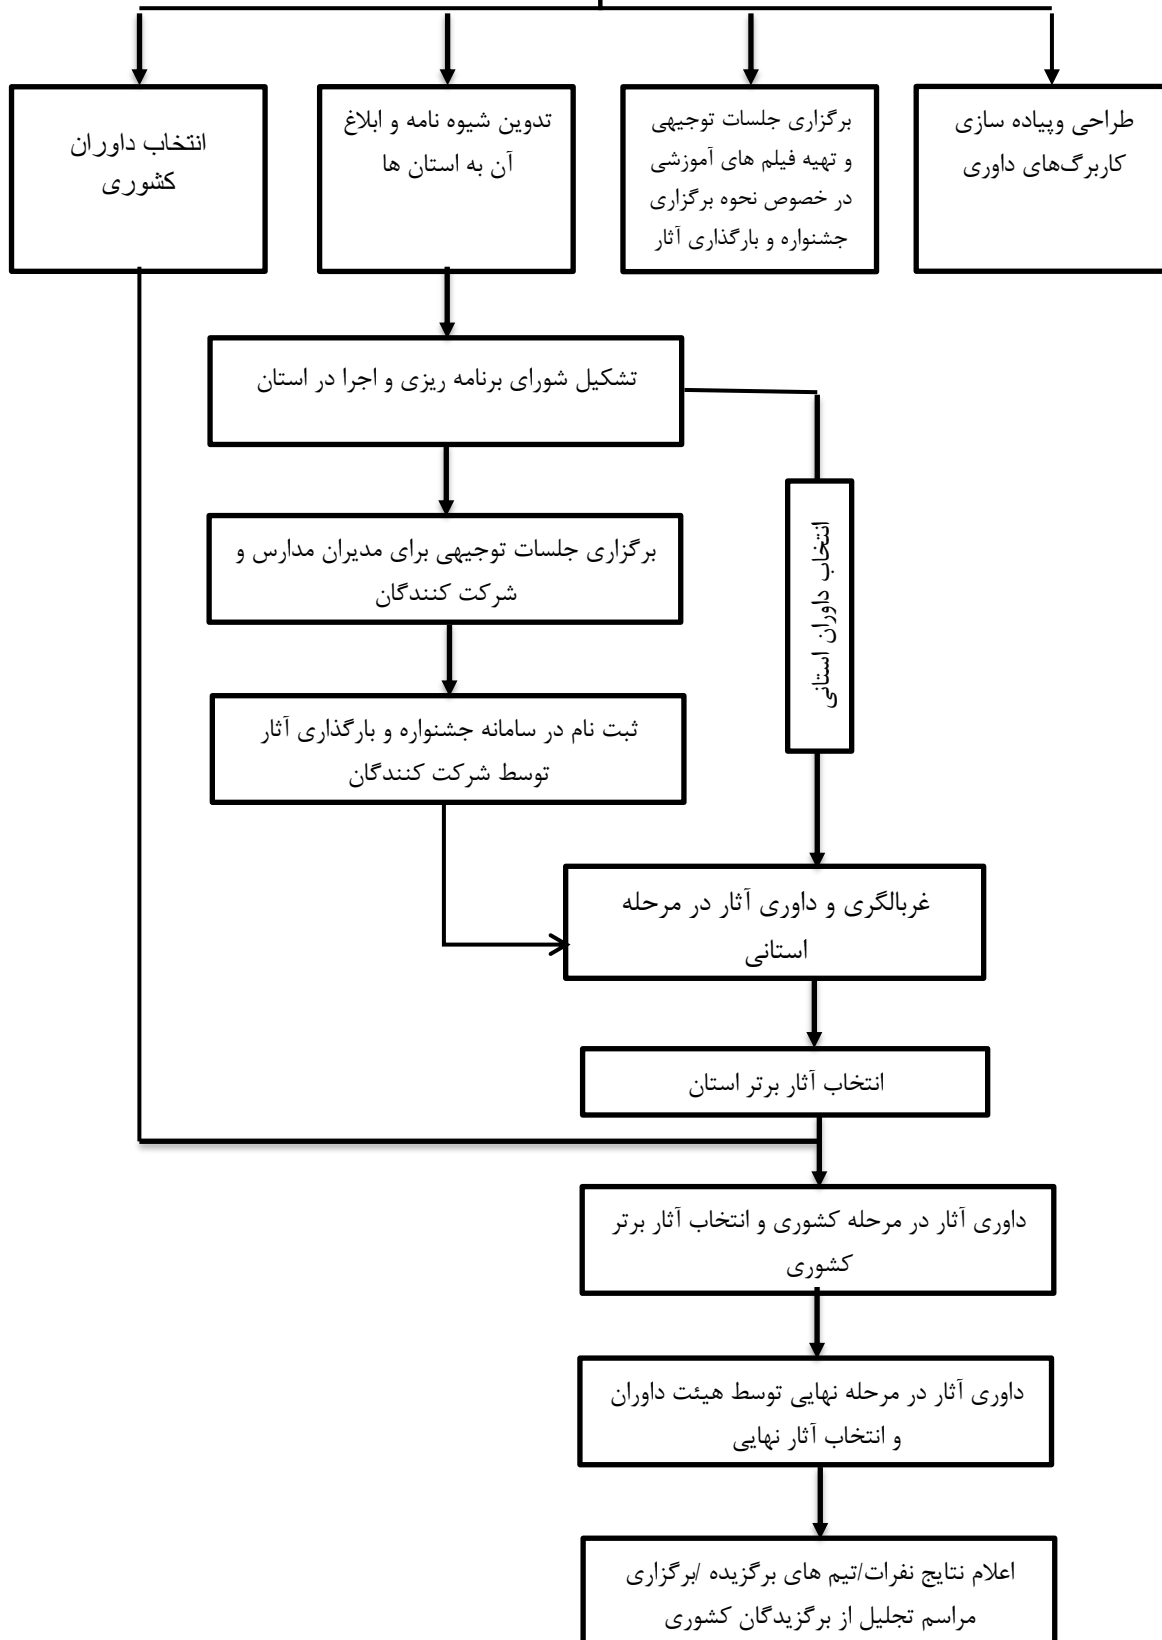 طراحی وپیاده سازی
کاربرگ‌های داوری
برگزاری جلسات توجیهی
و تهیه فیلم های آموزشی
در خصوص نحوه برگزاری
جشنواره و بارگذاری آثار
تدوین شیوه نامه و ابلاغ
آن به استان ها
انتخاب داوران
کشوری
تشکیل شورای برنامه ریزی و اجرا در استان
برگزاری جلسات توجیهی برای مدیران مدارس و
شرکت کنندگان
انتخاب داوران استانی
ثبت نام در سامانه جشنواره و بارگذاری آثار
توسط شرکت کنندگان
غربالگری و داوری آثار در مرحله
استانی
انتخاب آثار برتر استان
داوری آثار در مرحله کشوری و انتخاب آثار برتر
کشوری
داوری آثار در مرحله نهایی توسط هیئت داوران
و انتخاب آثار نهایی
اعلام نتایج نفرات/تیم های برگزیده /برگزاری
مراسم تجلیل از برگزیدگان کشوری